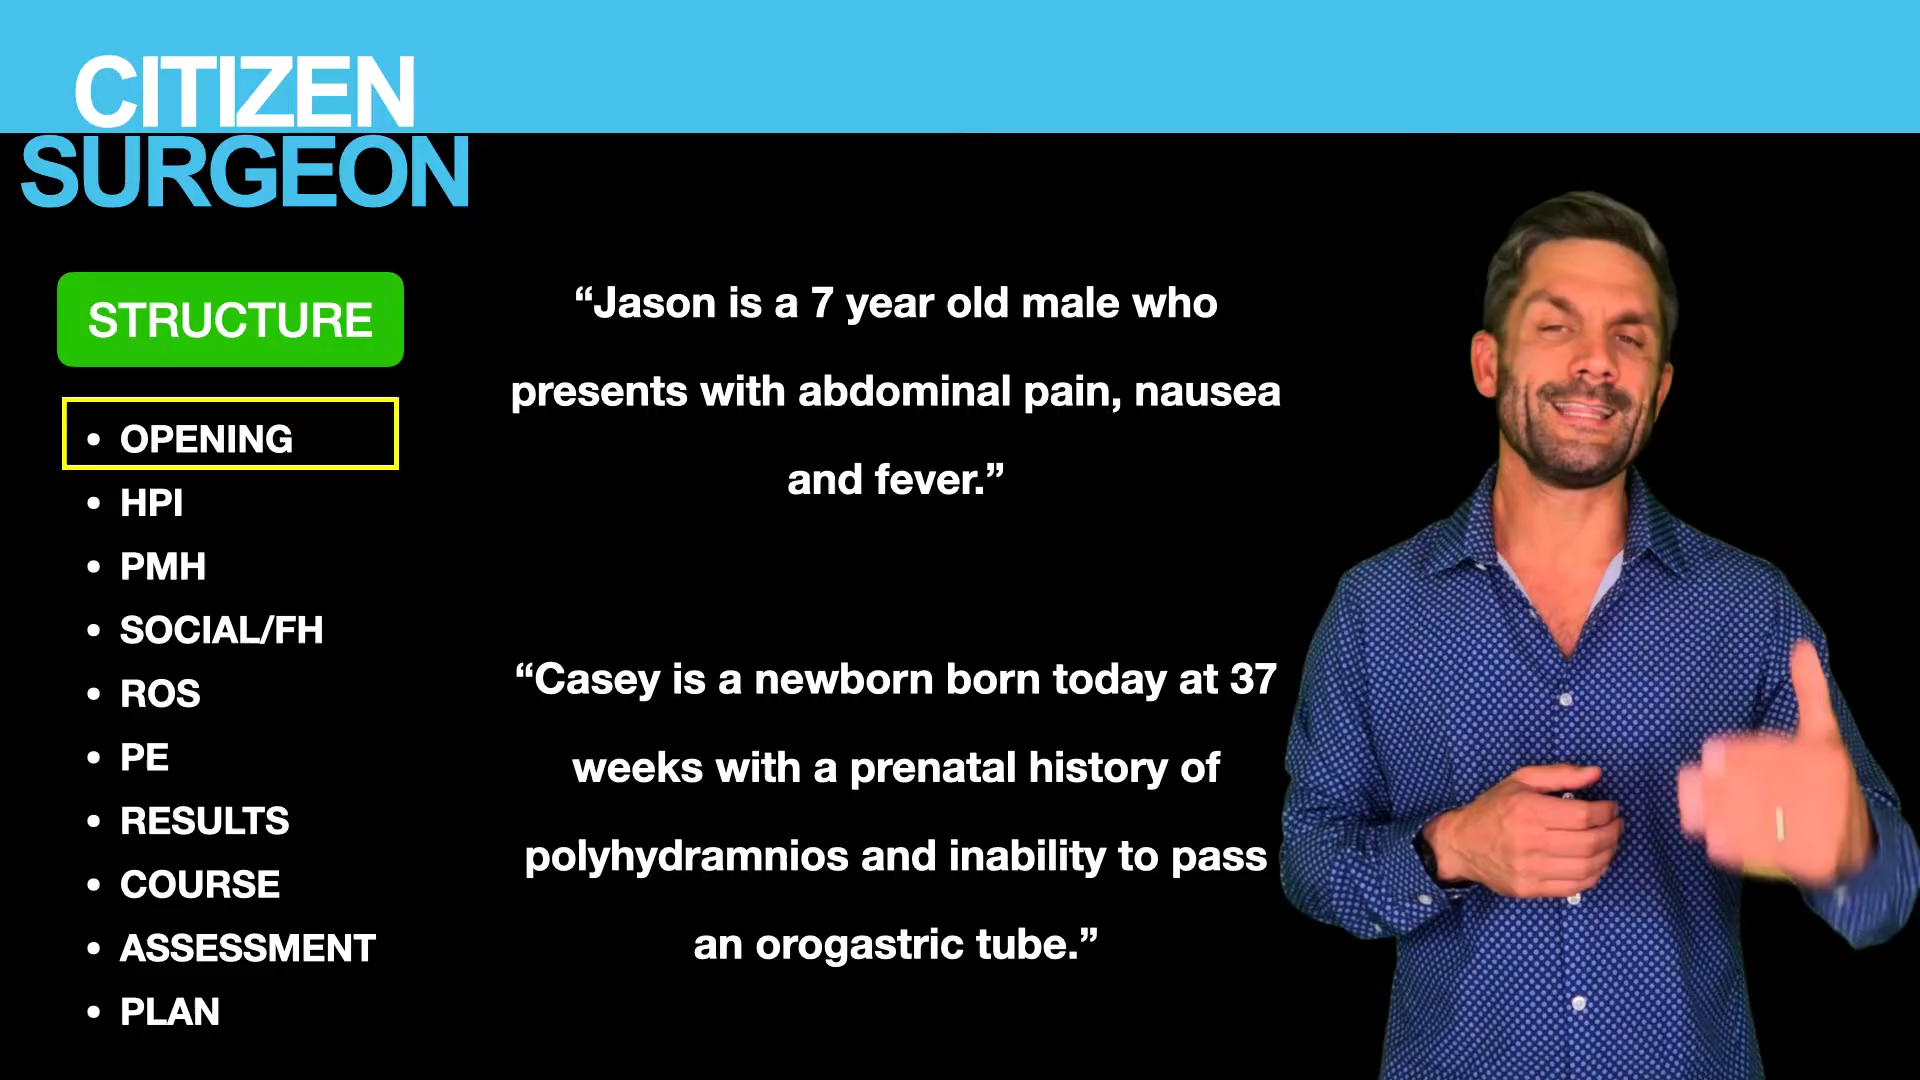 CITIZEN
SURGEON
STRUCTURE
• OPENING
• HPI
• PMH
• SOCIAL/FH
• ROS
• PE
• RESULTS
• COURSE
• ASSESSMENT
• PLAN
“Jason is a 7 year old male who
presents with abdominal pain, nausea
and fever.”
“Casey is a newborn born today at 37
weeks with a prenatal history of
polyhydramnios and inability to pass
an orogastric tube.”